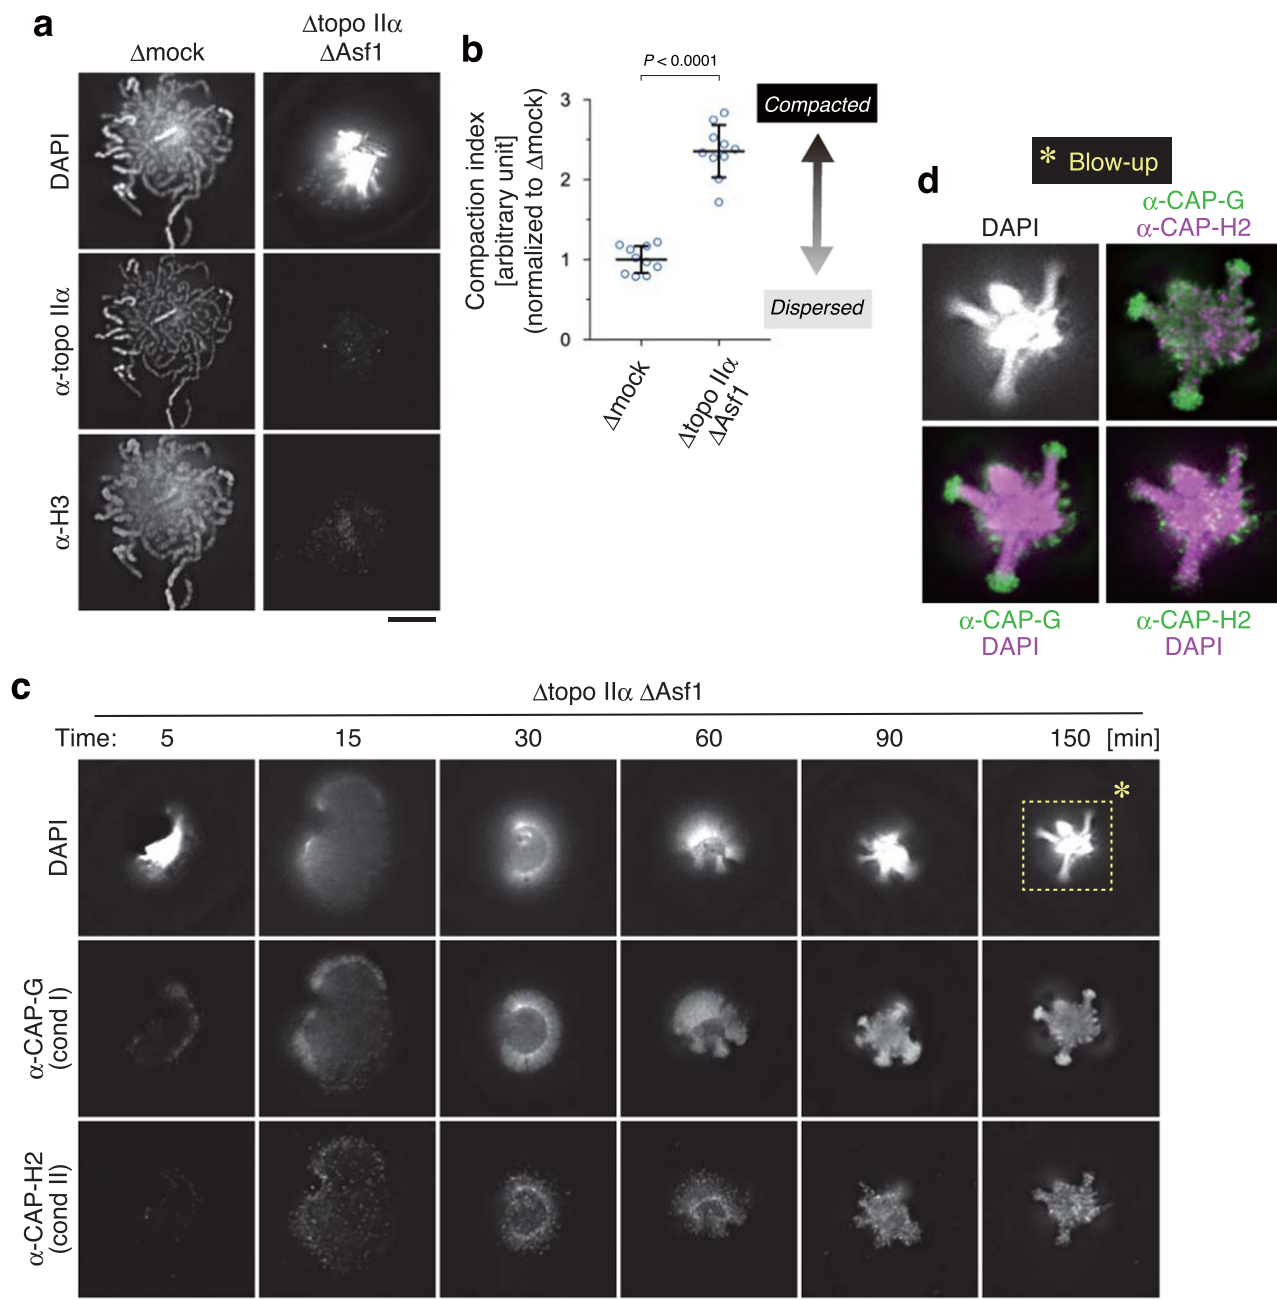 a
Δmock
Δtopo IIα
ΔAsf1
DAPI
α-topo IIα
α-H3
b
P < 0.0001
Compaction index
[arbitrary unit]
(normalized to Δmock)
3
2
1
0
Δmock
Δtopo IIα
ΔAsf1
Compacted
Dispersed
d
* Blow-up
DAPI
α-CAP-G
α-CAP-H2
α-CAP-G
DAPI
α-CAP-H2
DAPI
c
Δtopo IIα ΔAsf1
Time: 5 15 30 60 90 150 [min]
DAPI
*
α-CAP-G
(cond I)
α-CAP-H2
(cond II)